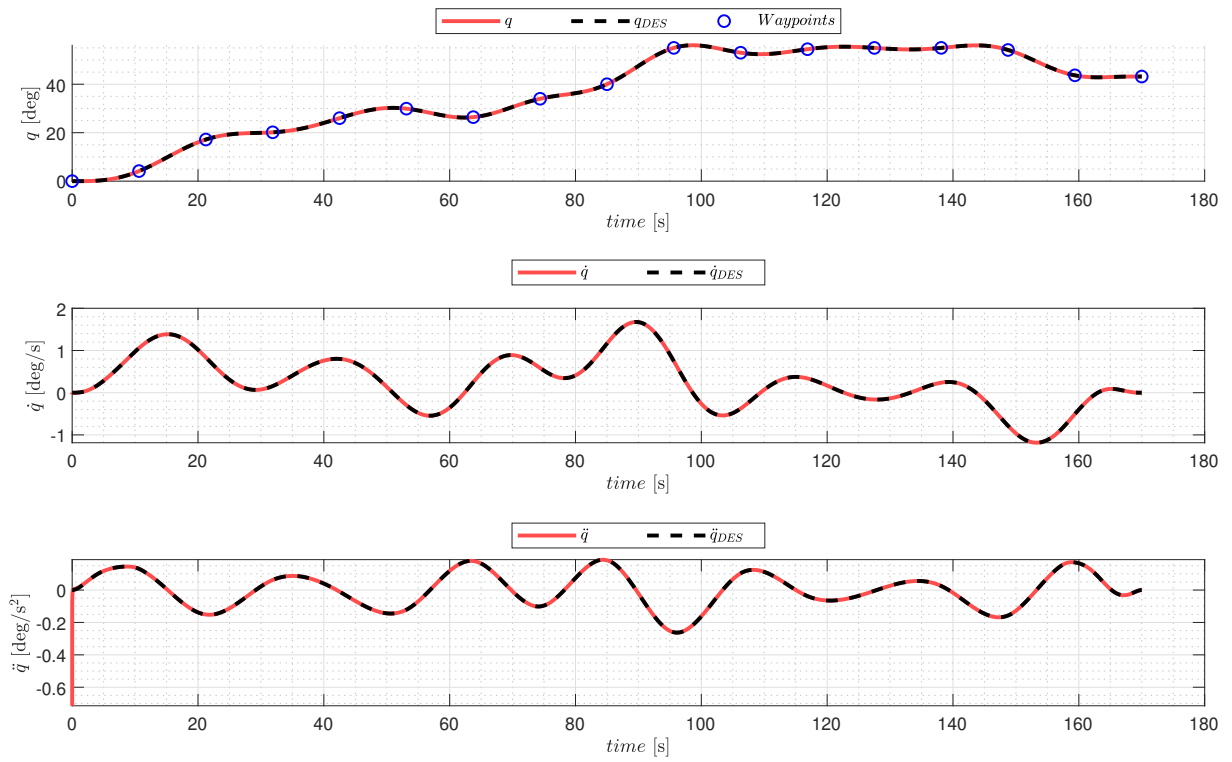 q q_DES Waypoints
q [deg]
40
20
0
0 20 40 60 80 100 120 140 160 180
time [s]
q̇ q̇_DES
q̇ [deg/s]
2
1
0
-1
0 20 40 60 80 100 120 140 160 180
time [s]
q̈ q̈_DES
q̈ [deg/s²]
0
-0.2
-0.4
-0.6
0 20 40 60 80 100 120 140 160 180
time [s]